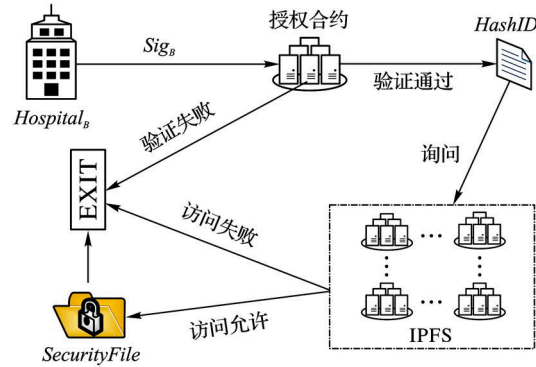 授权合约
HashID
Sig_B
Hospital_B
验证通过
验证失败
询问
EXIT
访问失败
访问允许
IPFS
SecurityFile